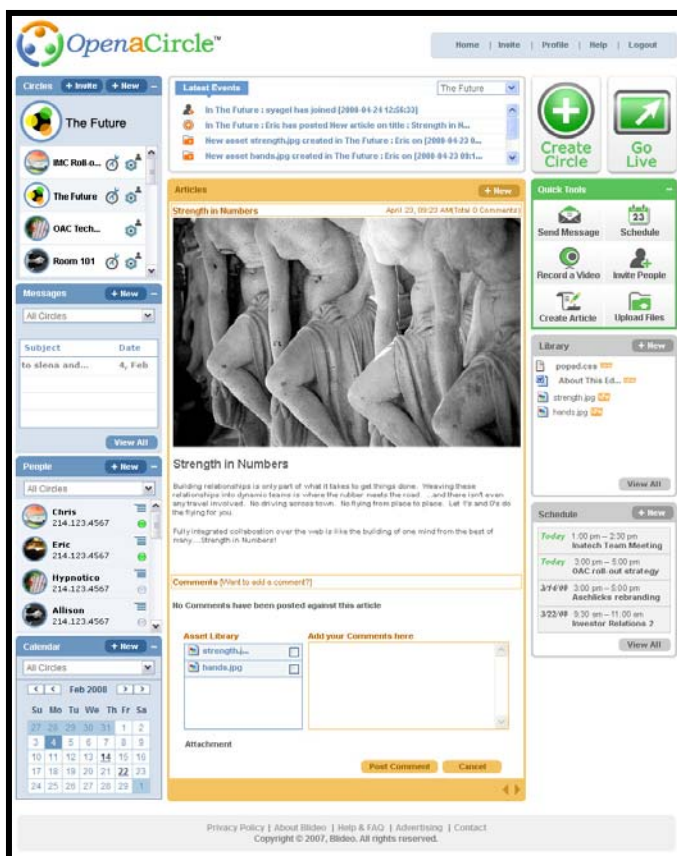 OpenaCircle™
Home | Invite | Profile | Help | Logout
Circles + Invite + New −
The Future
IMC Roll-o...
The Future
OAC Tech...
Room 101
Messages + New −
All Circles
Subject Date
to slena and... 4, Feb
View All
People + New −
All Circles
Chris
214.123.4567
Eric
214.123.4567
Hypnotico
214.123.4567
Allison
214.123.4567
Calendar + New −
All Circles
Feb 2008
Su Mo Tu We Th Fr Sa
27 28 29 30 31 1 2
3 4 5 6 7 8 9
10 11 12 13 14 15 16
17 18 19 20 21 22 23
24 25 26 27 28 29 1
Latest Events The Future
In The Future : syagel has joined [2008-04-24 12:56:33]
In The Future : Eric has posted New article on title : Strength in N...
New asset strength.jpg created in The Future : Eric on [2008-04-23 0...
New asset hands.jpg created in The Future : Eric on [2008-04-23 09:1...
Articles + New
Strength in Numbers April 23, 09:23 AM(Total 0 Comments)
Strength in Numbers
Building relationships is only part of what it takes to get things done. Weaving these
relationships into dynamic teams is where the rubber meets the road ....and there isn't even
any travel involved. No driving across town. No flying from place to place. Let 1's and 0's do
the flying for you.
Fully integrated collaboation over the web is like the building of one mind from the best of
many....Strength in Numbers!
Comments [Want to add a comment?]
No Comments have been posted against this article
Asset Library Add your Comments here
strength.j...
hands.jpg
Attachment
Post Comment Cancel
Create Circle
Go Live
Quick Tools −
Send Message Schedule
Record a Video Invite People
Create Article Upload Files
Library + New
poped.css
About This Ed...
strength.jpg
hands.jpg
View All
Schedule + New
Today 1:00 pm – 2:30 pm
Inatech Team Meeting
Today 3:00 pm – 5:00 pm
OAC roll-out strategy
3:00 pm – 5:00 pm
Aschlicks rebranding
3/22/08 9:30 am – 11:00 am
Investor Relations 2
View All
Privacy Policy | About Blideo | Help & FAQ | Advertising | Contact
Copyright © 2007, Blideo. All rights reserved.